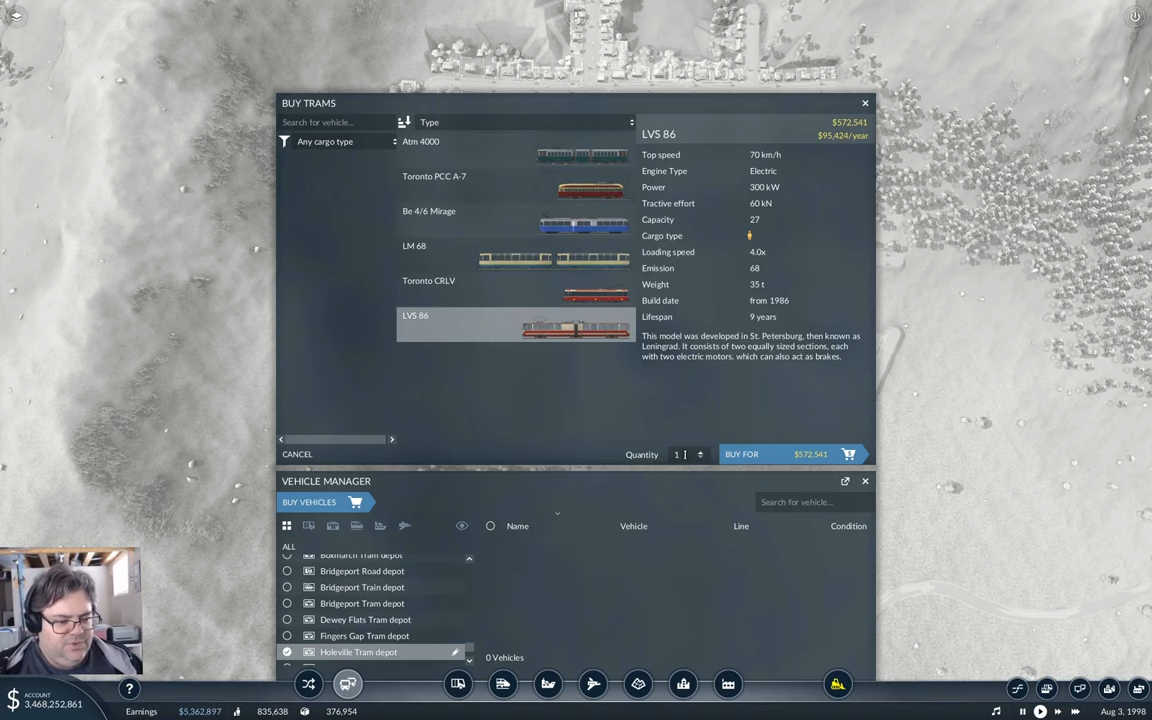 BUY TRAMS
Search for vehicle...
Type
Any cargo type
Atm 4000
Toronto PCC A-7
Be 4/6 Mirage
LM 68
Toronto CRLV
LVS 86
LVS 86
$572,541
$95,424/year
Top speed 70 km/h
Engine Type Electric
Power 300 kW
Tractive effort 60 kN
Capacity 27
Cargo type
Loading speed 4.0x
Emission 68
Weight 35 t
Build date from 1986
Lifespan 9 years
This model was developed in St. Petersburg, then known as
Leningrad. It consists of two equally sized sections, each
with two electric motors, which can also act as brakes.
CANCEL
Quantity 1
BUY FOR $572,541
VEHICLE MANAGER
BUY VEHICLES
Search for vehicle...
Name Vehicle Line Condition
ALL
Boxmarch Tram depot
Bridgeport Road depot
Bridgeport Train depot
Bridgeport Tram depot
Dewey Flats Tram depot
Fingers Gap Tram depot
Holeville Tram depot
0 Vehicles
$ ACCOUNT
3,468,252,861
?
Earnings $5,362,897 835,638 376,954
Aug 3, 1998